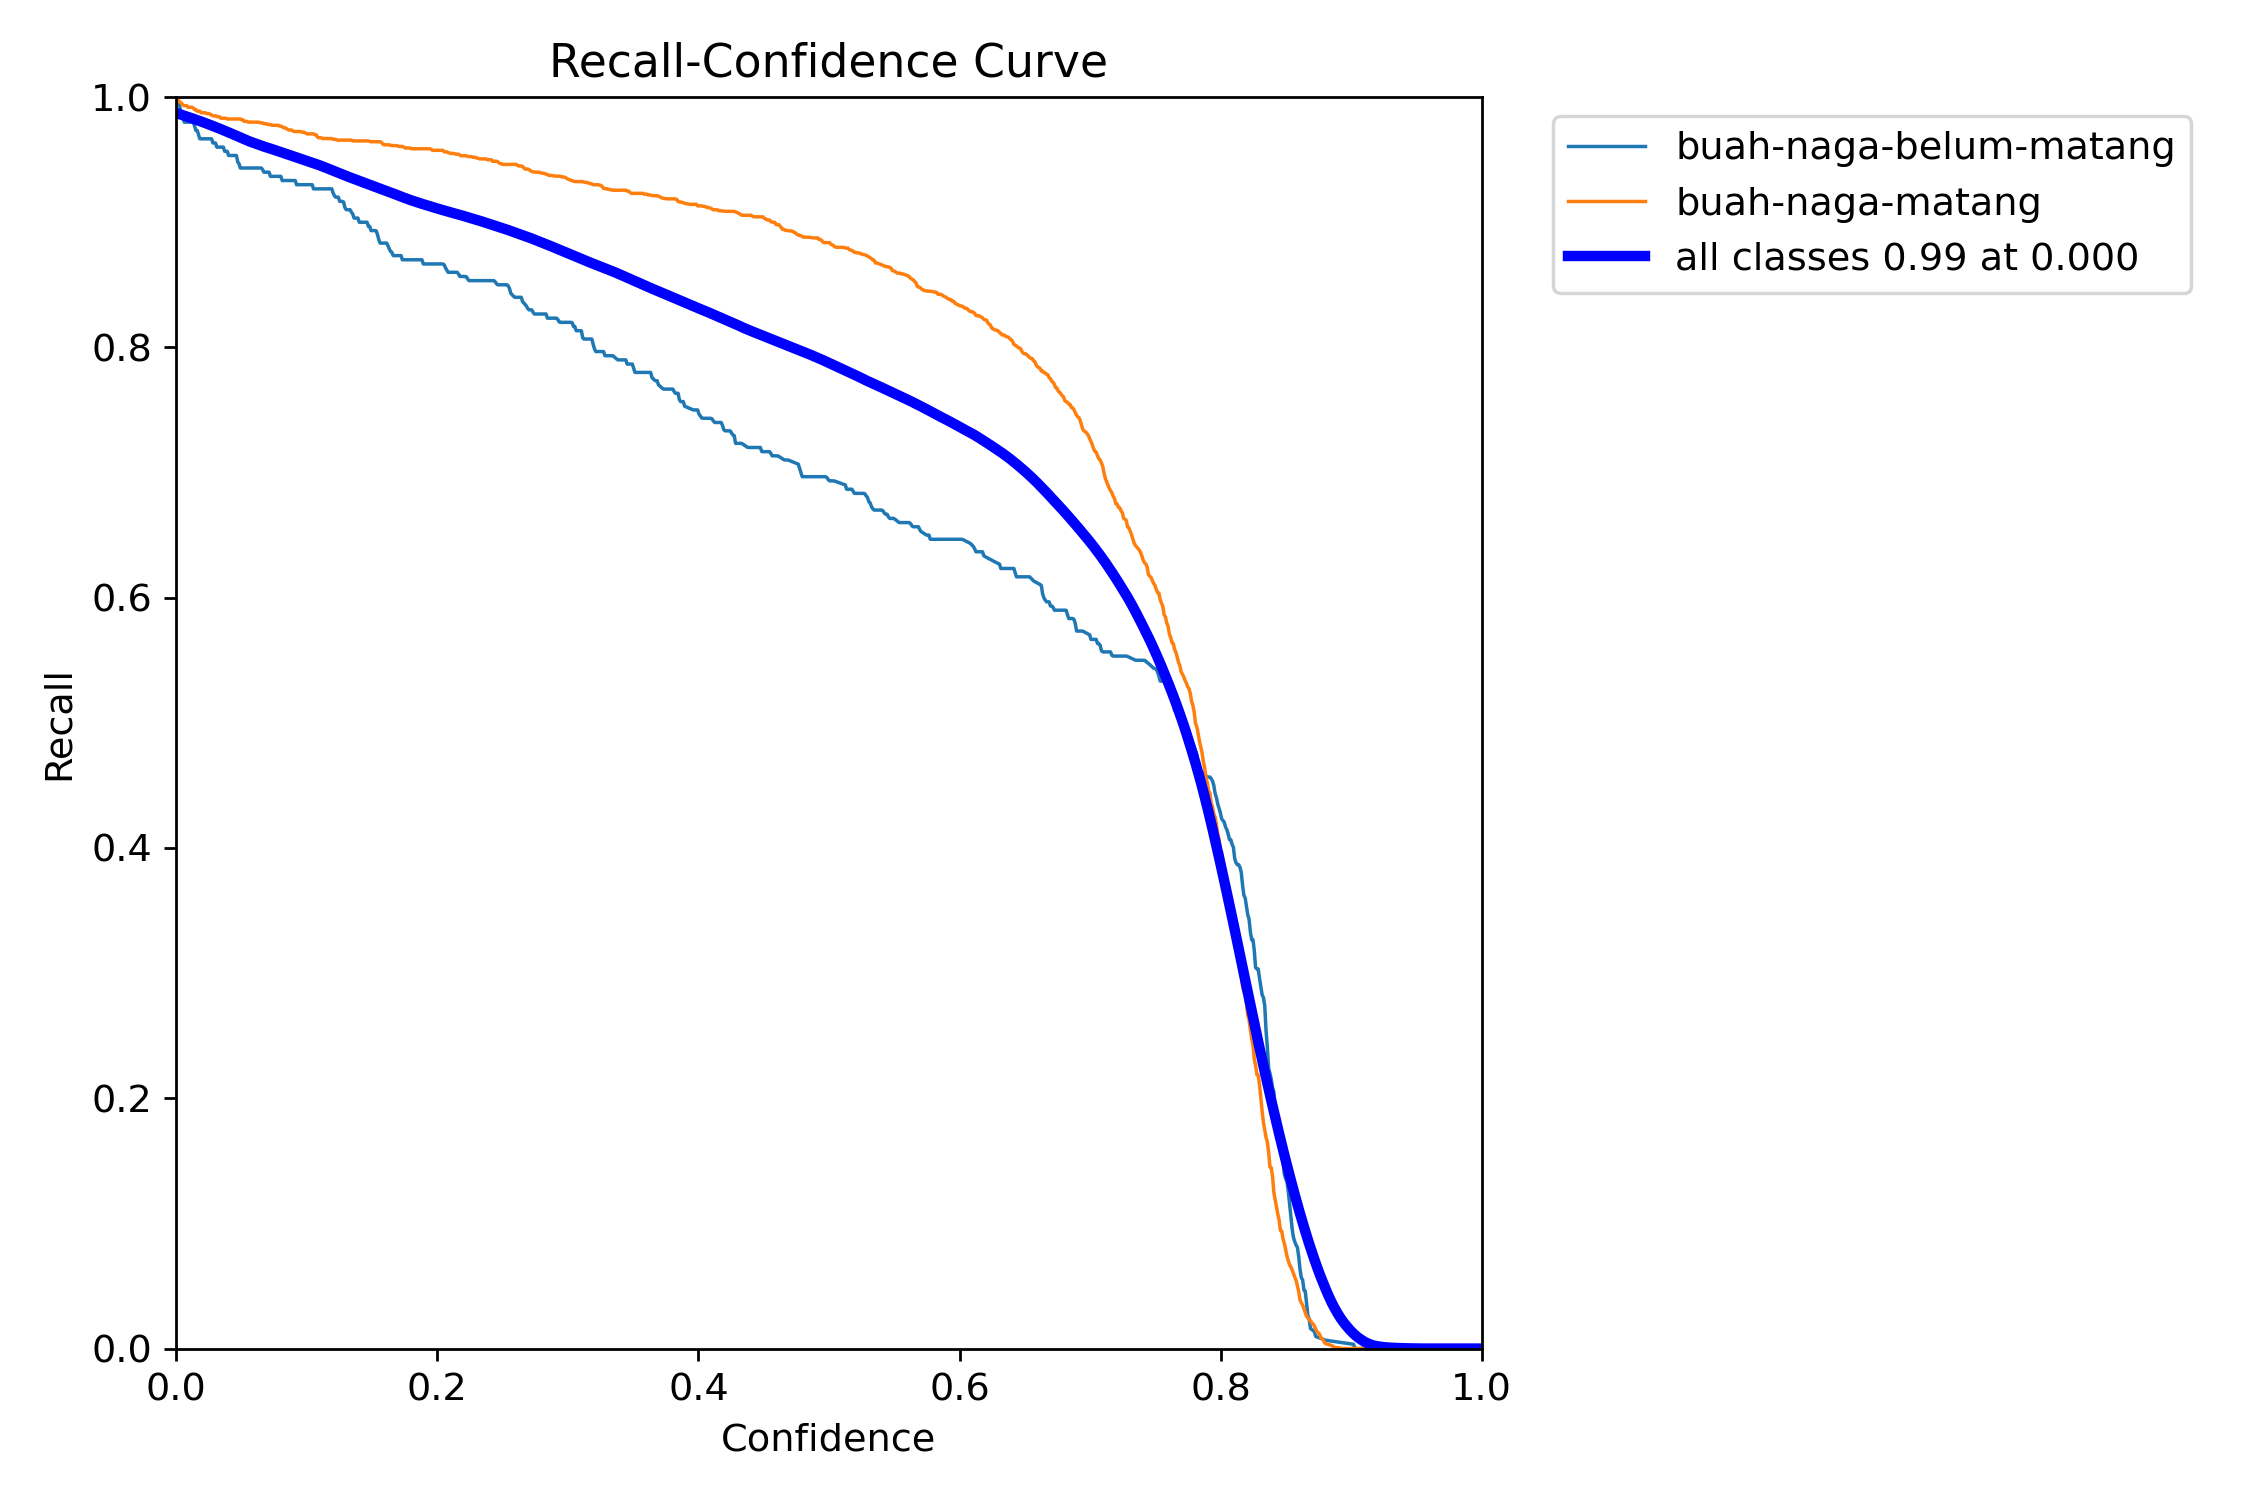 Recall-Confidence Curve
1.0
0.8
0.6
0.4
0.2
0.0
Recall
0.0 0.2 0.4 0.6 0.8 1.0
Confidence
buah-naga-belum-matang
buah-naga-matang
all classes 0.99 at 0.000